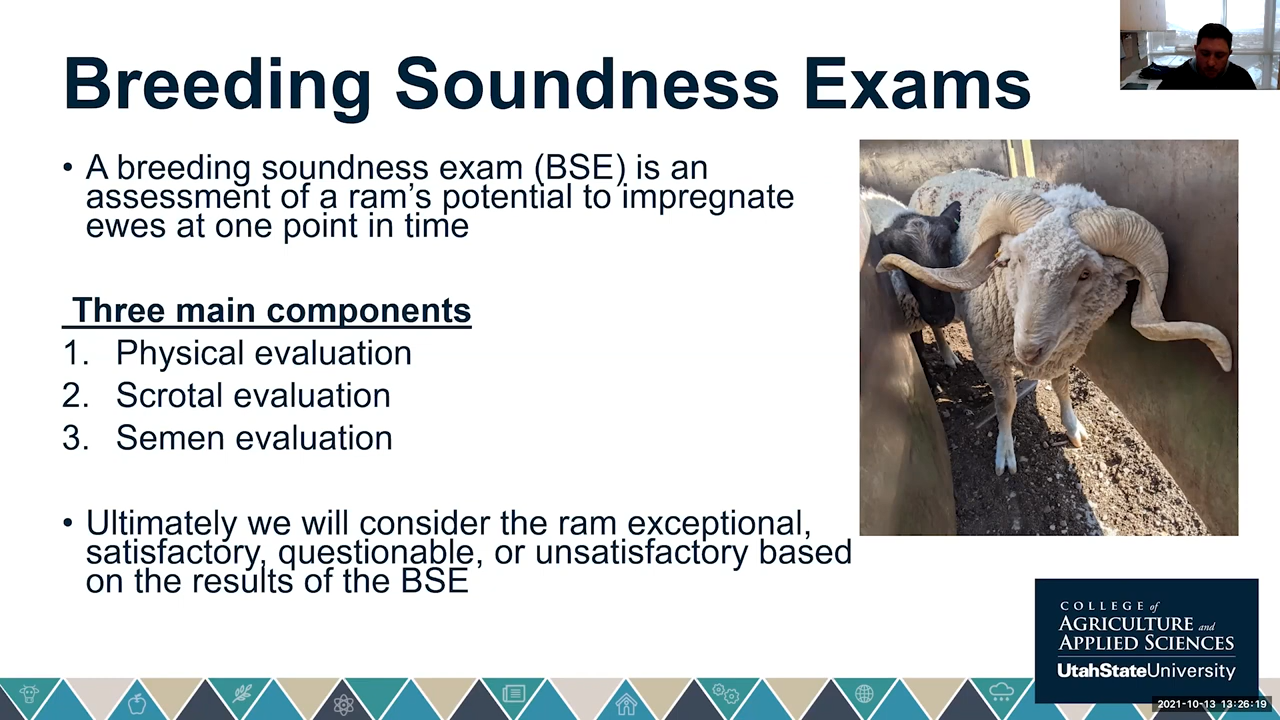 Breeding Soundness Exams
• A breeding soundness exam (BSE) is an
assessment of a ram’s potential to impregnate
ewes at one point in time
Three main components
1. Physical evaluation
2. Scrotal evaluation
3. Semen evaluation
• Ultimately we will consider the ram exceptional,
satisfactory, questionable, or unsatisfactory based
on the results of the BSE
COLLEGE of
AGRICULTURE and
APPLIED SCIENCES
UtahStateUniversity
2021-10-13 13:26:19